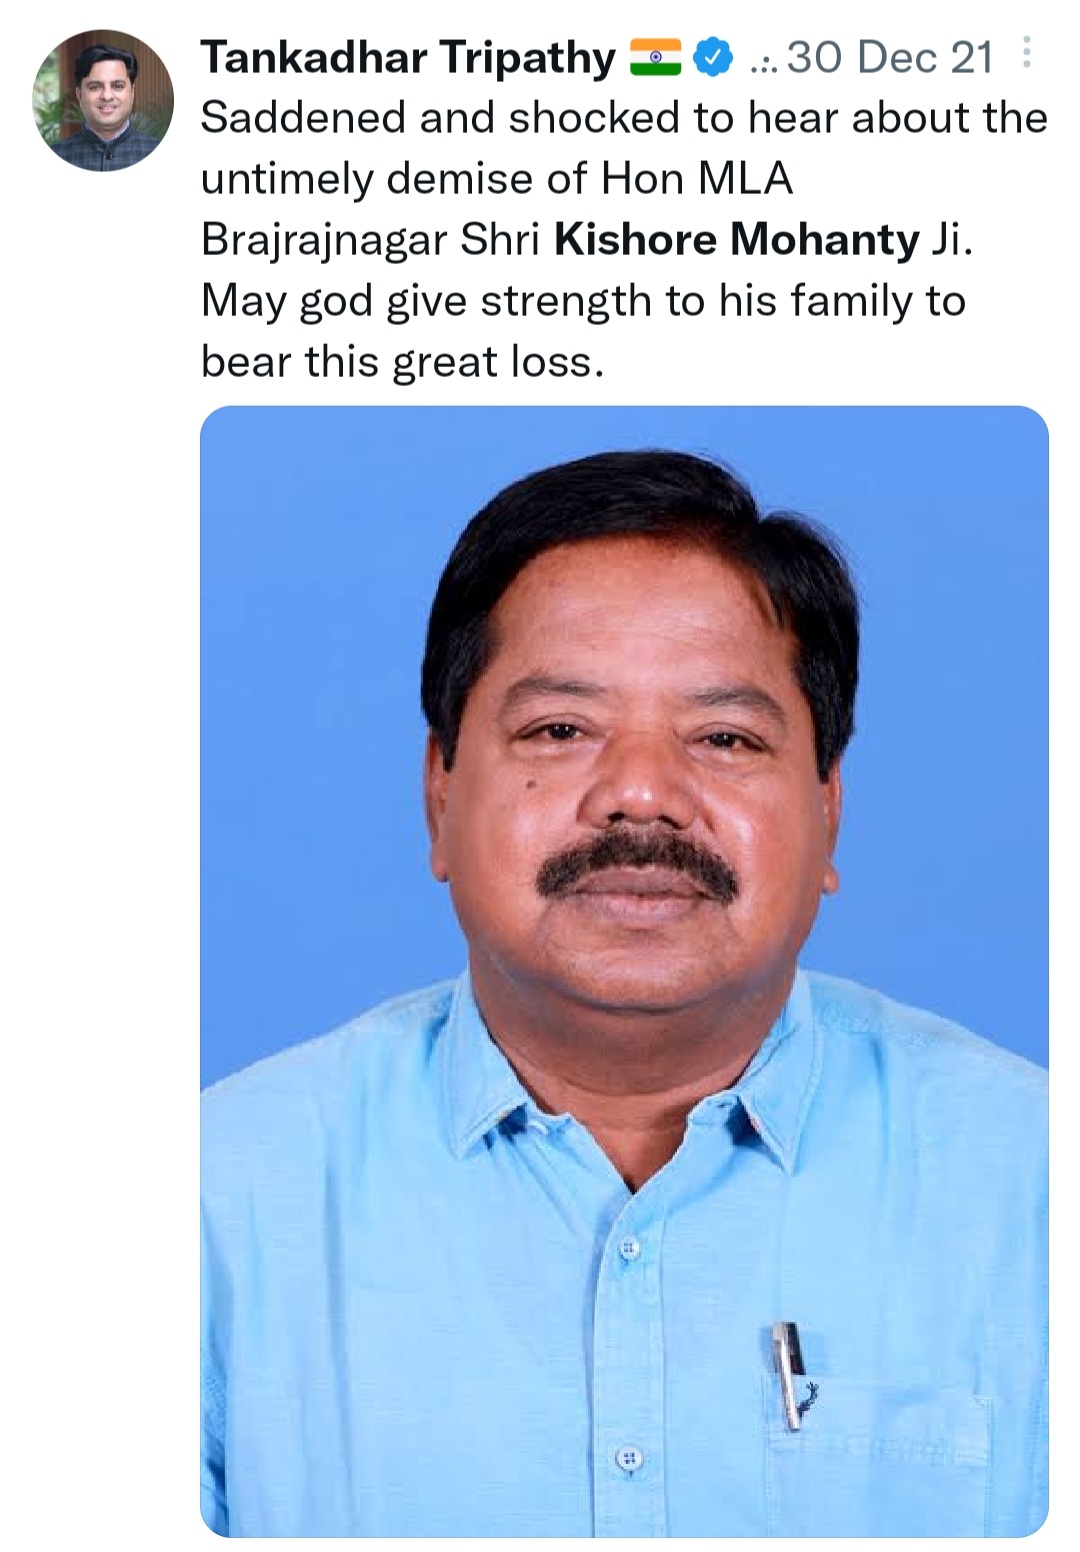 Tankadhar Tripathy 🇮🇳 .:. 30 Dec 21
Saddened and shocked to hear about the
untimely demise of Hon MLA
Brajrajnagar Shri Kishore Mohanty Ji.
May god give strength to his family to
bear this great loss.